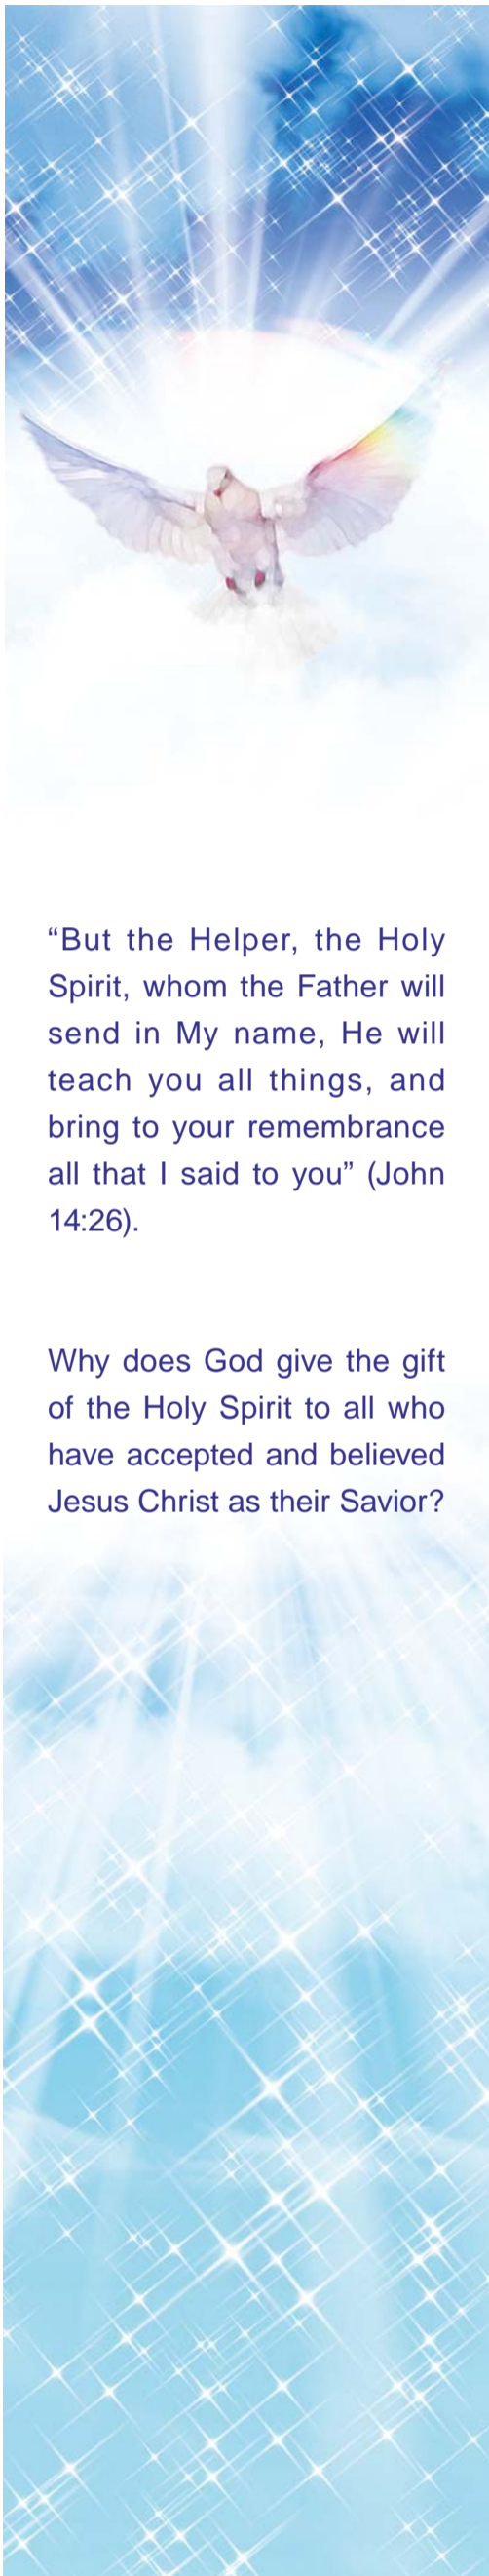 “But the Helper, the Holy
Spirit, whom the Father will
send in My name, He will
teach you all things, and
bring to your remembrance
all that I said to you” (John
14:26).
Why does God give the gift
of the Holy Spirit to all who
have accepted and believed
Jesus Christ as their Savior?